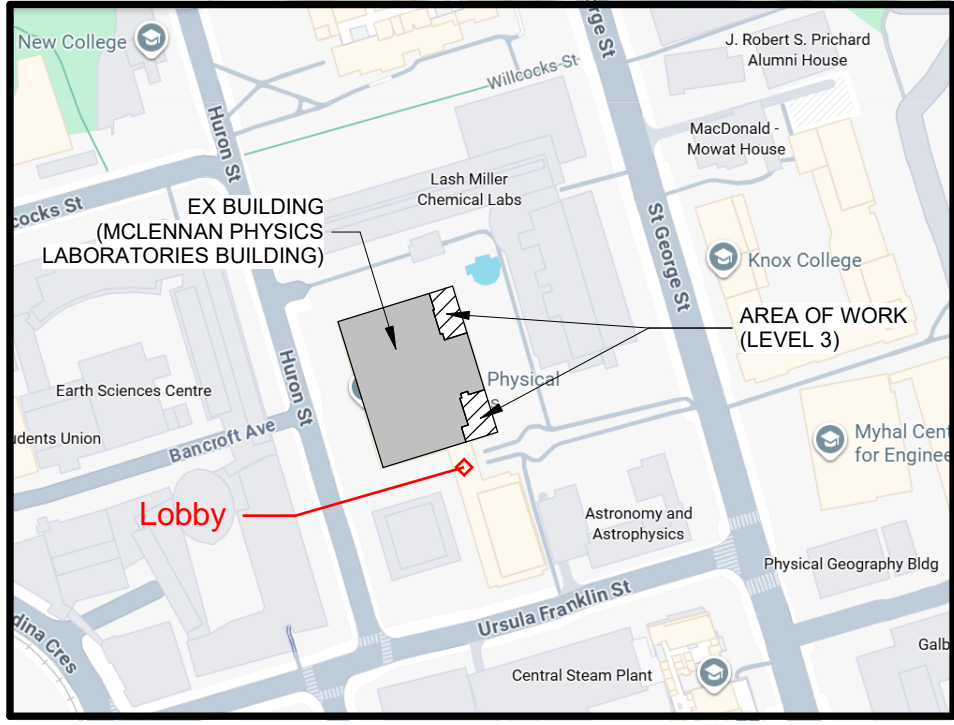 New College
J. Robert S. Prichard
Alumni House
rge St
St George St
Willcocks St
Huron St
MacDonald -
Mowat House
Lash Miller
Chemical Labs
cocks St
EX BUILDING
(MCLENNAN PHYSICS
LABORATORIES BUILDING)
St George St
Knox College
AREA OF WORK
(LEVEL 3)
Huron St
Physical
s
Earth Sciences Centre
udents Union
Bancroft Ave
Myhal Cent
for Enginee
Lobby
Astronomy and
Astrophysics
Physical Geography Bldg
Ursula Franklin St
dina Cres
Galb
Central Steam Plant